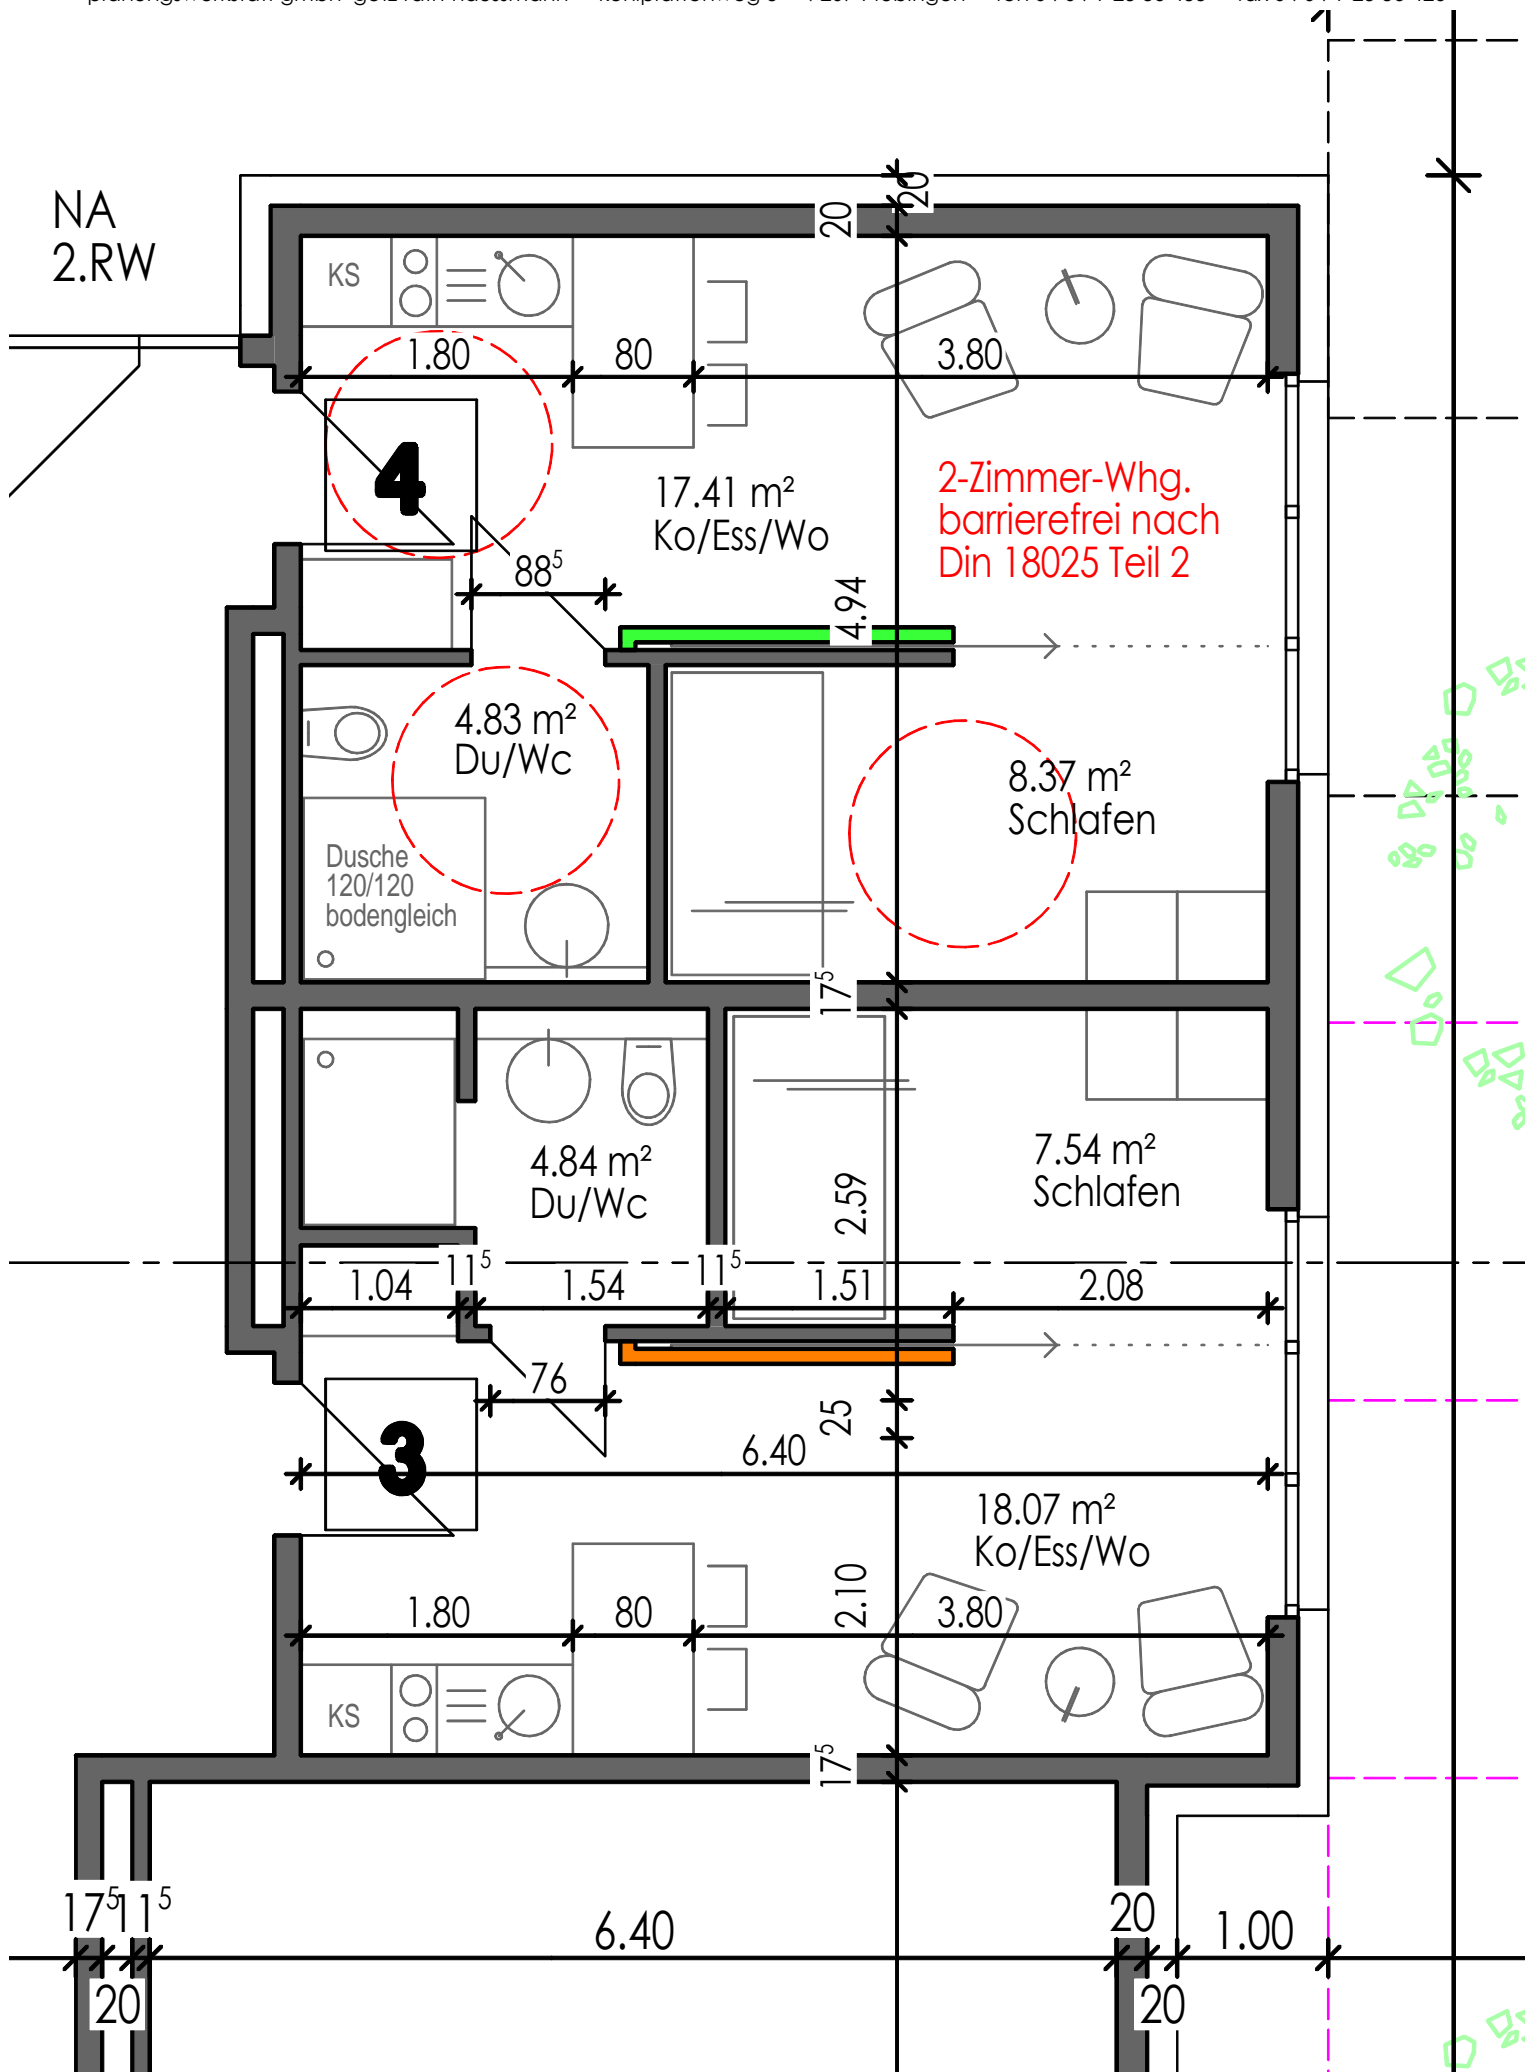 NA
2.RW
20
20
KS
1.80
80
3.80
4
17.41 m²
Ko/Ess/Wo
2-Zimmer-Whg.
barrierefrei nach
Din 18025 Teil 2
88⁵
4.94
4.83 m²
Du/Wc
8.37 m²
Schlafen
Dusche
120/120
bodengleich
17⁵
4.84 m²
Du/Wc
7.54 m²
Schlafen
2.59
1.04
11⁵
1.54
11⁵
1.51
2.08
76
25
3
6.40
18.07 m²
Ko/Ess/Wo
2.10
1.80
80
3.80
KS
17⁵
17⁵
11⁵
20
6.40
20
1.00
20